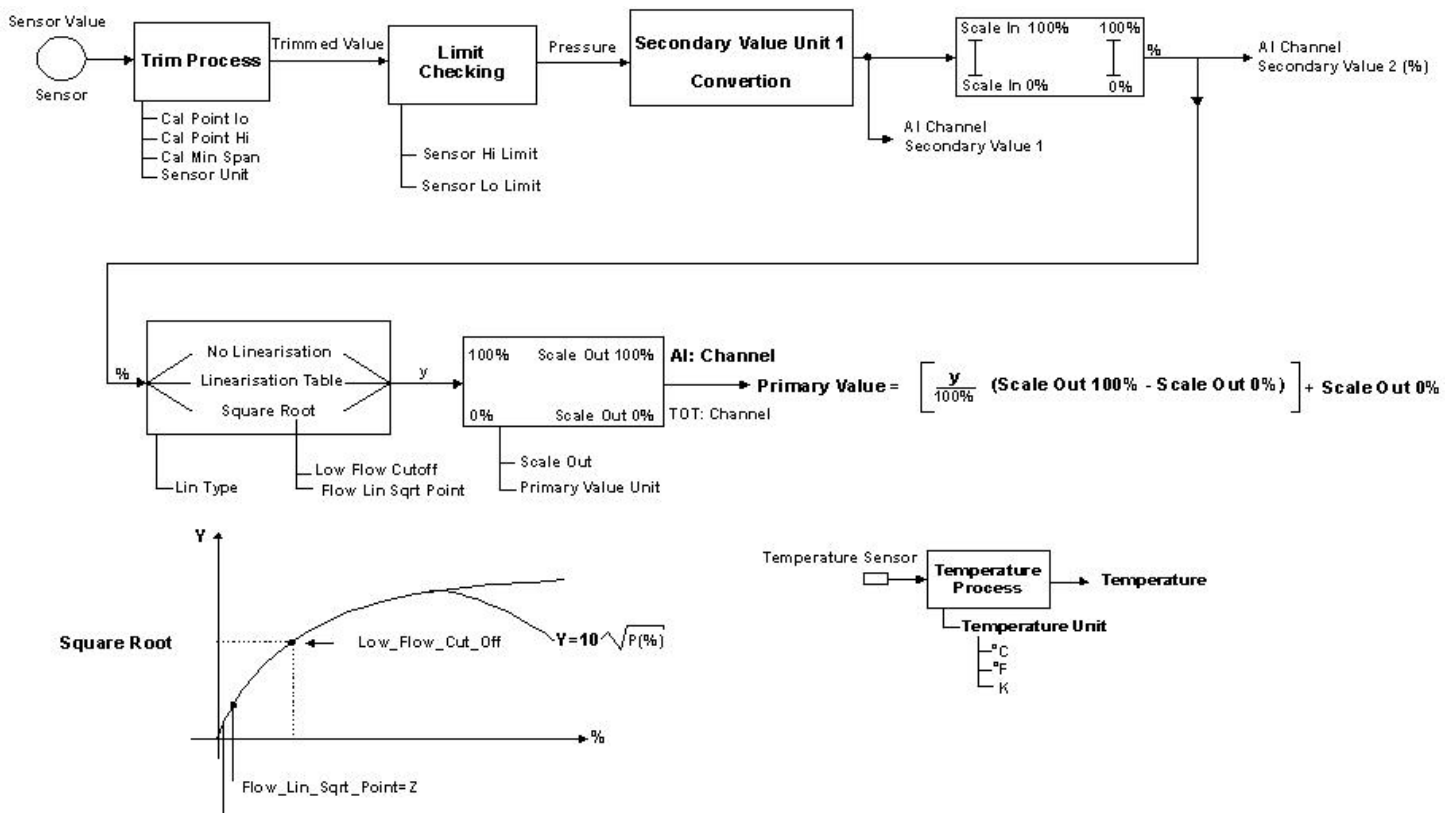 Sensor Value
Sensor
Trim Process
Cal Point lo
Cal Point Hi
Cal Min Span
Sensor Unit
Trimmed Value
Limit
Checking
Sensor Hi Limit
Sensor Lo Limit
Pressure
Secondary Value Unit 1
Convertion
AI Channel
Secondary Value 1
Scale In 100% 100%
Scale In 0% 0%
%
AI Channel
Secondary Value 2 (%)
%
No Linearisation
Linearisation Table
Square Root
Lin Type
Low Flow Cutoff
Flow Lin Sqrt Point
y
100% Scale Out 100%
0% Scale Out 0%
Scale Out
Primary Value Unit
AI: Channel
TOT: Channel
Primary Value = [ y/100% (Scale Out 100% - Scale Out 0%) ] + Scale Out 0%
Y
Square Root
Low_Flow_Cut_Off
Y=10√P(%)
%
Flow_Lin_Sqrt_Point=Z
Temperature Sensor
Temperature
Process
Temperature
Temperature Unit
°C
°F
K